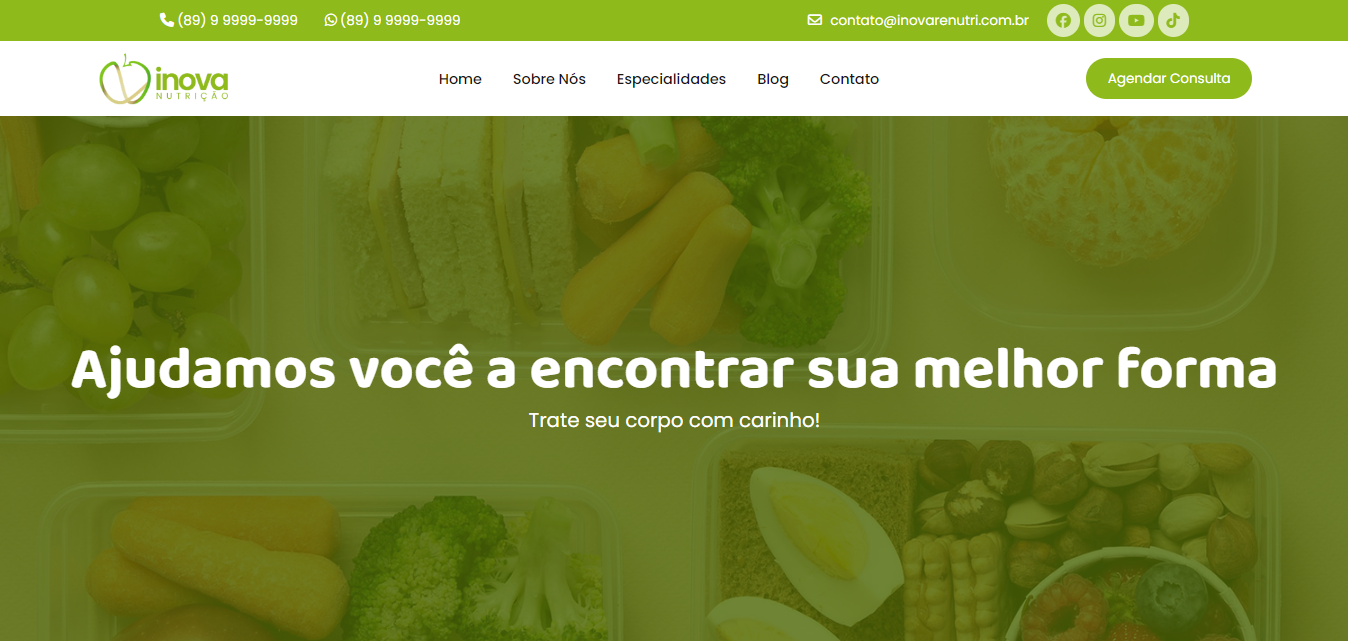 (89) 9 9999-9999 (89) 9 9999-9999 contato@inovarenutri.com.br
inova
NUTRIÇÃO
Home Sobre Nós Especialidades Blog Contato Agendar Consulta
Ajudamos você a encontrar sua melhor forma
Trate seu corpo com carinho!